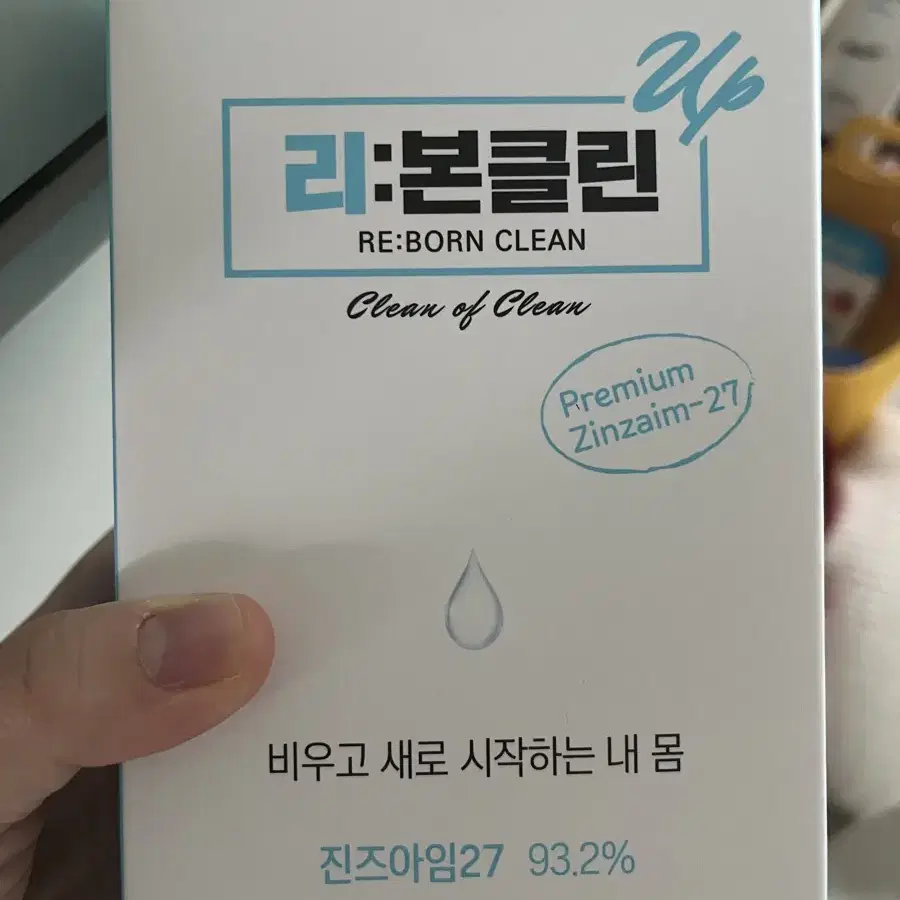 Up
리:본클린
RE:BORN CLEAN
Clean of Clean
Premium
Zinzaim-27
비우고 새로 시작하는 내 몸
진즈아임27 93.2%